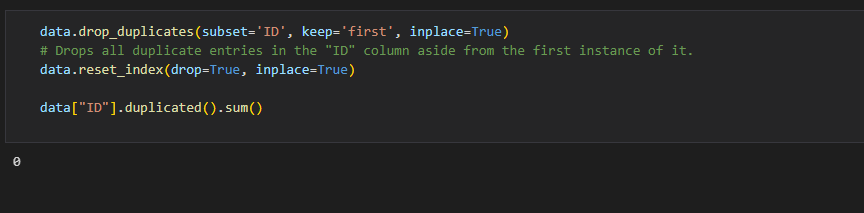 data.drop_duplicates(subset='ID', keep='first', inplace=True)
# Drops all duplicate entries in the "ID" column aside from the first instance of it.
data.reset_index(drop=True, inplace=True)
data["ID"].duplicated().sum()
0